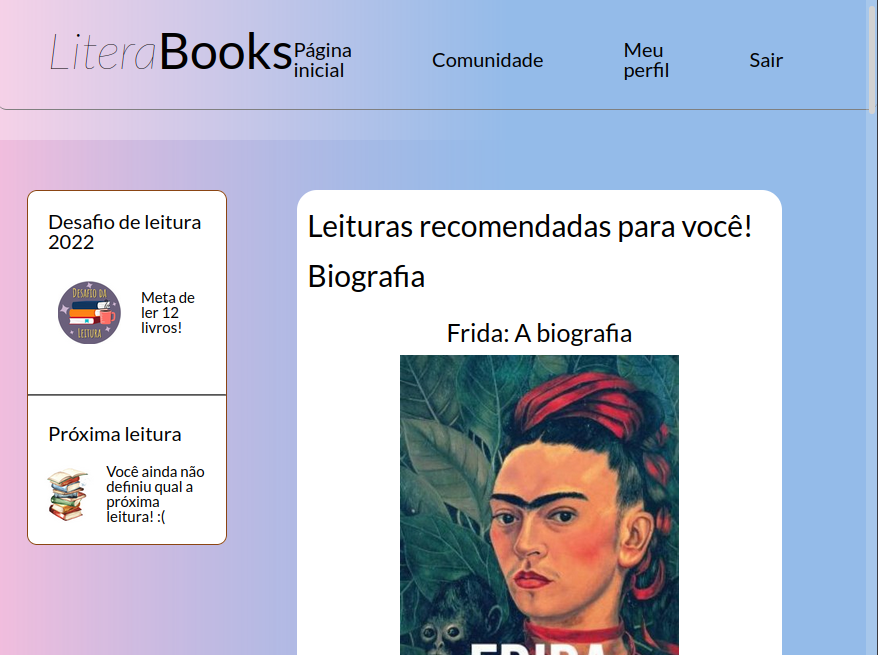 LiteraBooks
Página
inicial
Comunidade
Meu
perfil
Sair
Desafio de leitura
2022
DESAFIO DA
LEITURA
Meta de
ler 12
livros!
Próxima leitura
Você ainda não
definiu qual a
próxima
leitura! :(
Leituras recomendadas para você!
Biografia
Frida: A biografia
FRIDA